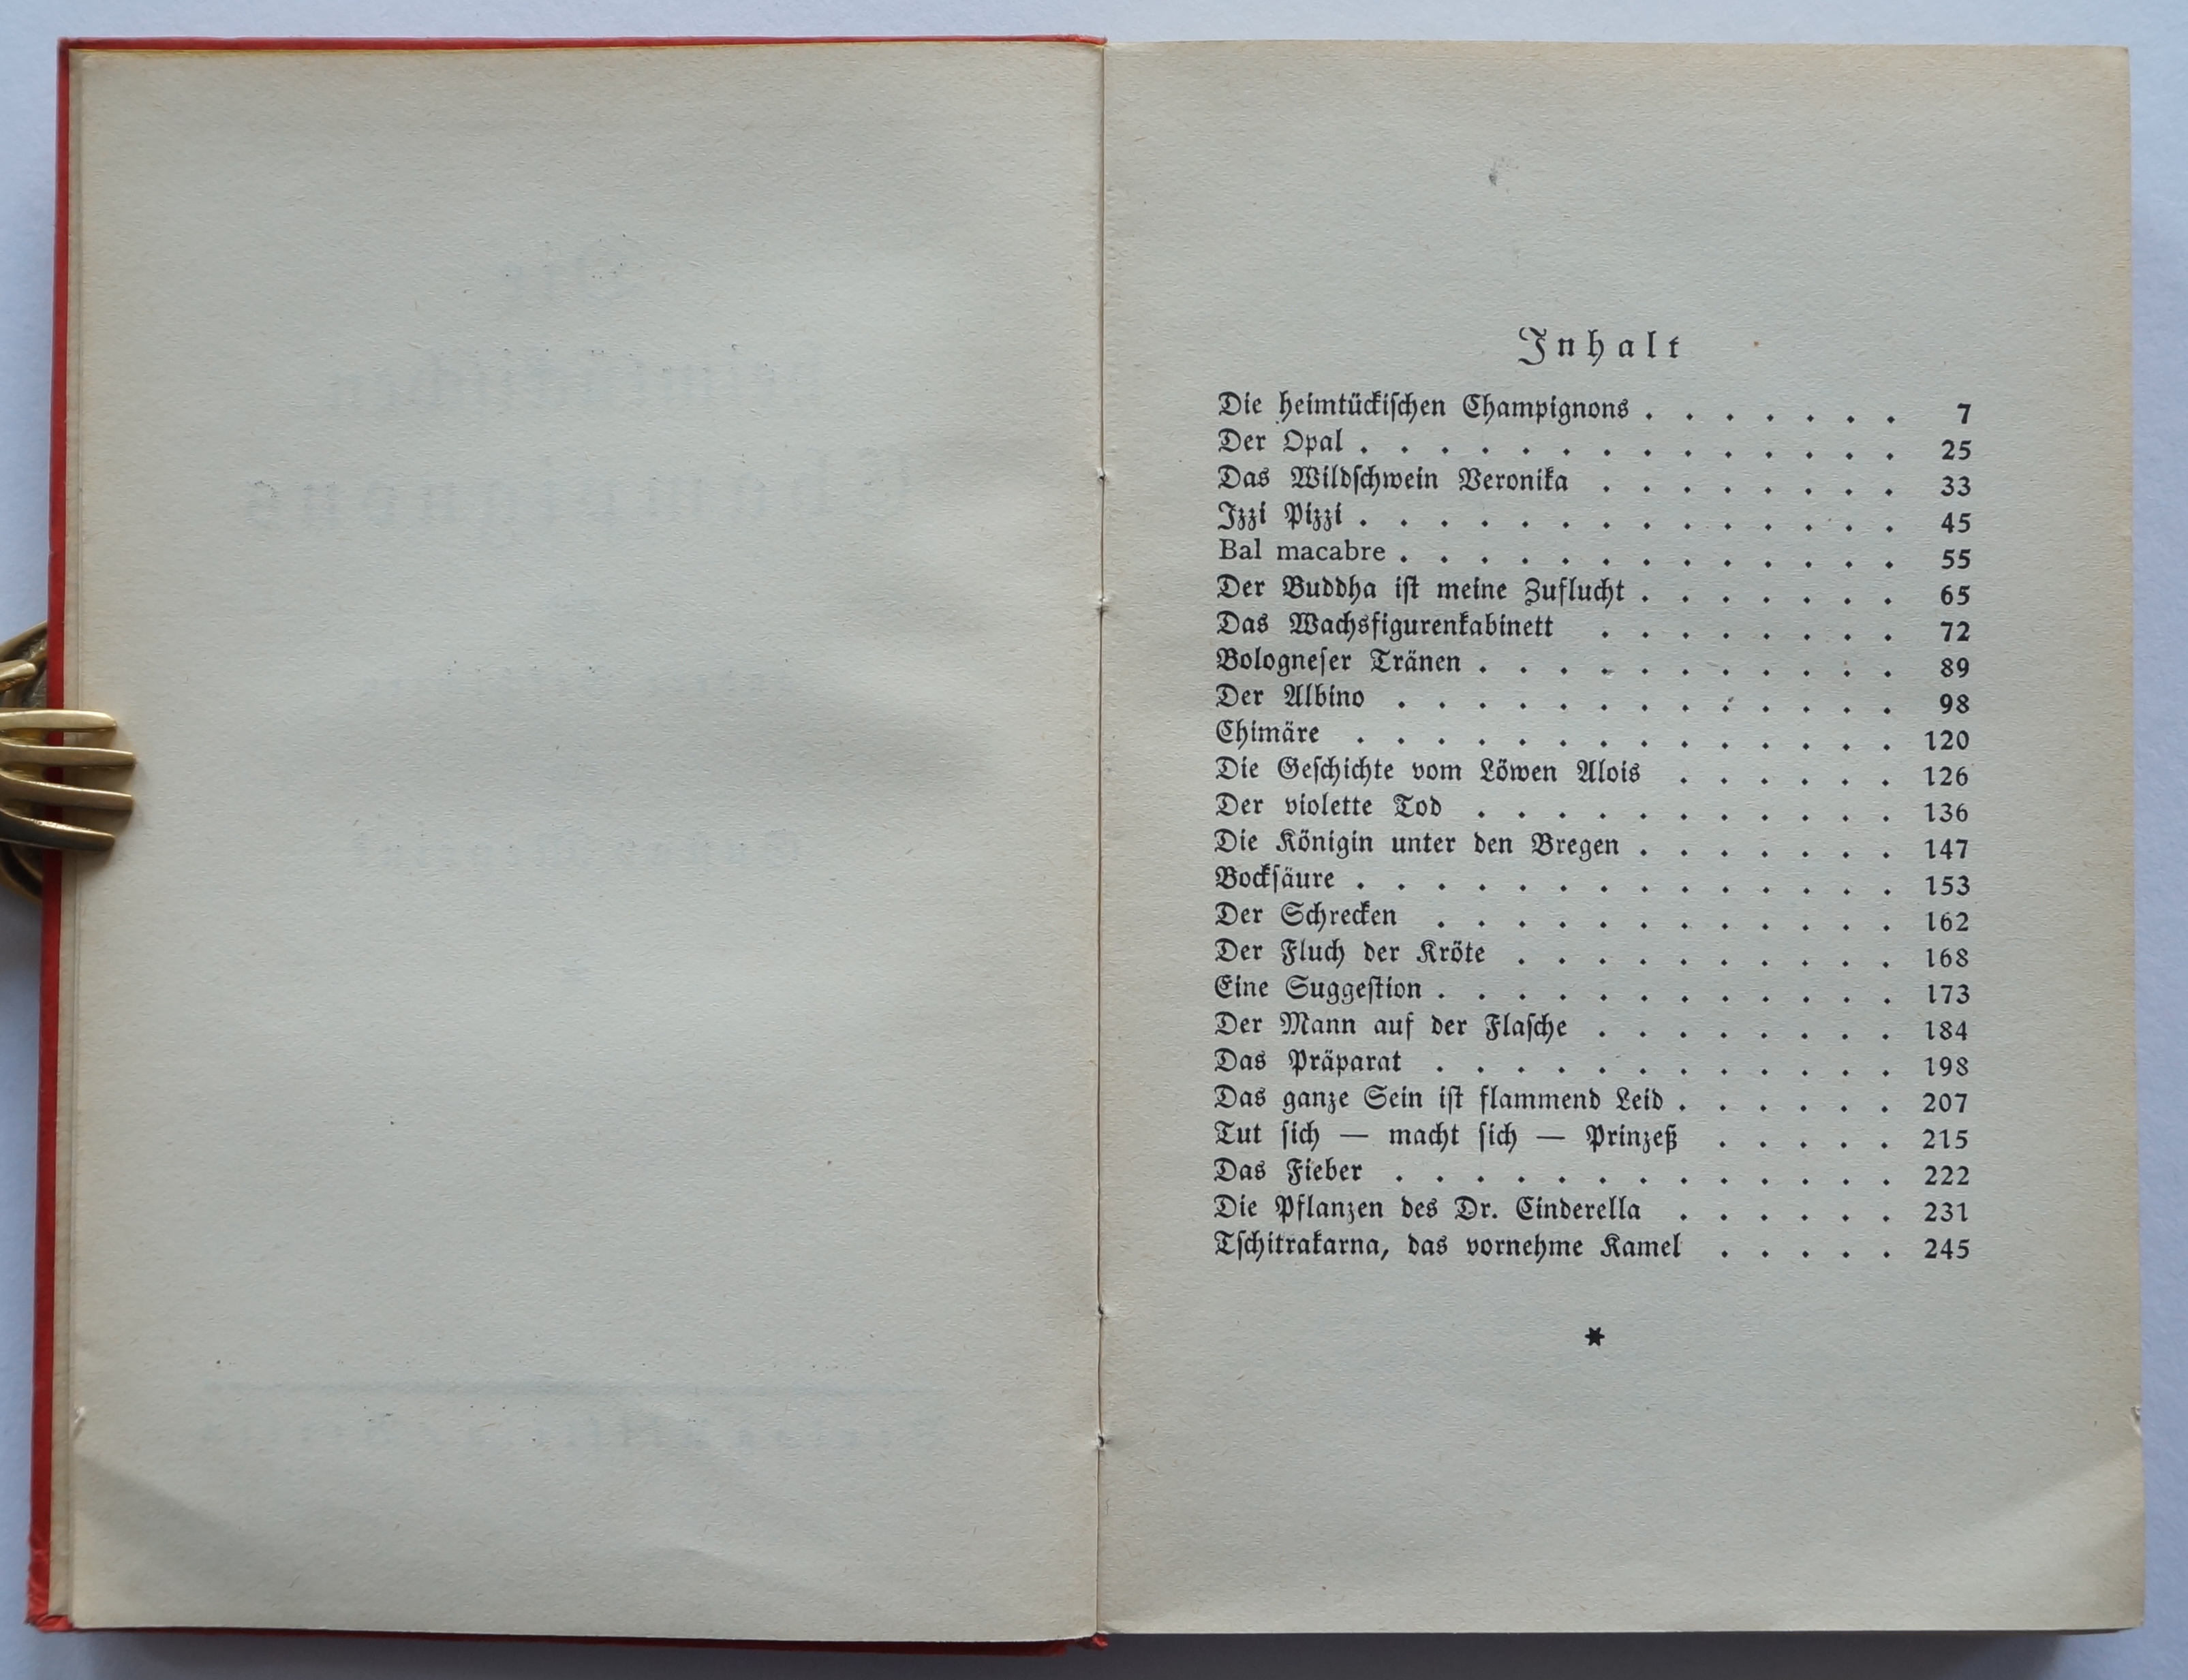 Inhalt
Die heimtückiſchen Champignons . . . . . . . 7
Der Opal . . . . . . . . . . . . . . 25
Das Wildſchwein Veronika . . . . . . . . 33
Izzi Pizzi . . . . . . . . . . . . . . 45
Bal macabre . . . . . . . . . . . . . 55
Der Buddha iſt meine Zuflucht . . . . . . . 65
Das Wachsfigurenkabinett . . . . . . . . 72
Bologneſer Tränen . . . . . . . . . . . 89
Der Albino . . . . . . . . . . . . . 98
Chimäre . . . . . . . . . . . . . . 120
Die Geſchichte vom Löwen Alois . . . . . . 126
Der violette Tod . . . . . . . . . . . 136
Die Königin unter den Bregen . . . . . . . 147
Bockſäure . . . . . . . . . . . . . . 153
Der Schrecken . . . . . . . . . . . . 162
Der Fluch der Kröte . . . . . . . . . . 168
Eine Suggeſtion . . . . . . . . . . . . 173
Der Mann auf der Flaſche . . . . . . . . 184
Das Präparat . . . . . . . . . . . . 198
Das ganze Sein iſt flammend Leid . . . . . . 207
Tut ſich — macht ſich — Prinzeß . . . . . 215
Das Fieber . . . . . . . . . . . . . 222
Die Pflanzen des Dr. Cinderella . . . . . . 231
Tſchitrakarna, das vornehme Kamel . . . . . 245
*